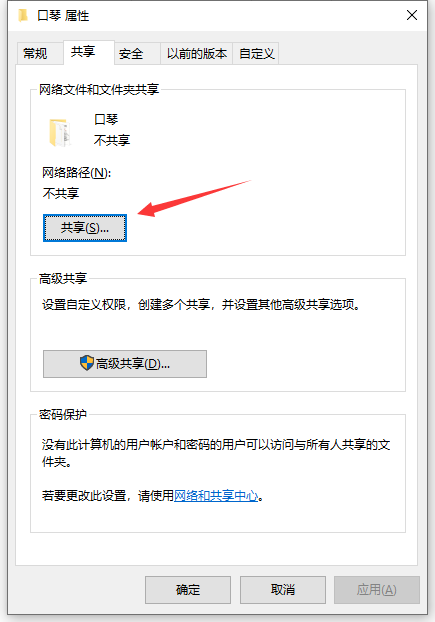 口琴 属性
常规 共享 安全 以前的版本 自定义
网络文件和文件夹共享
口琴
不共享
网络路径(N):
不共享
共享(S)...
高级共享
设置自定义权限，创建多个共享，并设置其他高级共享选项。
高级共享(D)...
密码保护
没有此计算机的用户帐户和密码的用户可以访问与所有人共享的文
件夹。
若要更改此设置，请使用网络和共享中心。
确定 取消 应用(A)